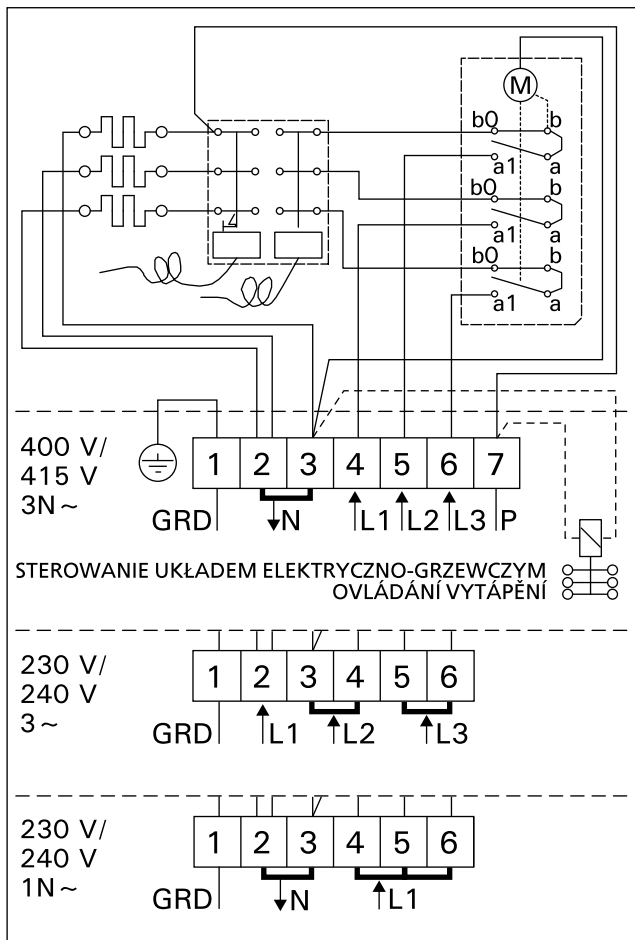 M
b0 b
a1 a
b0 b
a1 a
b0 b
a1 a
400 V/
415 V
3N ~
1 2 3 4 5 6 7
GRD N L1 L2 L3 P
STEROWANIE UKŁADEM ELEKTRYCZNO-GRZEWCZYM
OVLÁDÁNÍ VYTÁPĚNÍ
230 V/
240 V
3 ~
1 2 3 4 5 6
GRD L1 L2 L3
230 V/
240 V
1N ~
1 2 3 4 5 6
GRD N L1